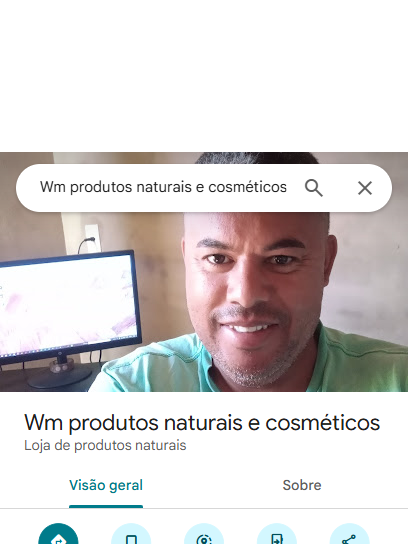 Wm produtos naturais e cosméticos
Wm produtos naturais e cosméticos
Loja de produtos naturais
Visão geral
Sobre